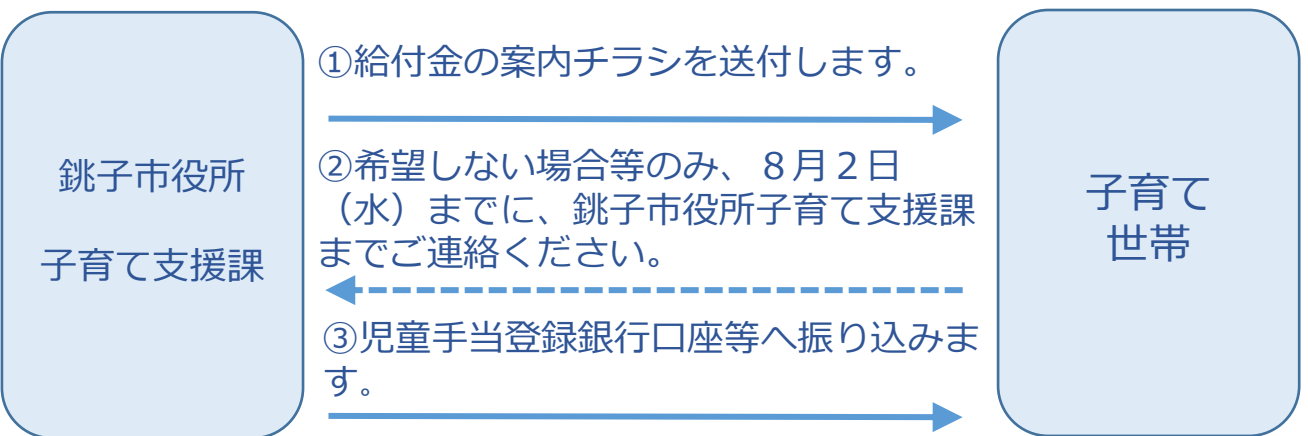 銚子市役所
子育て支援課
①給付金の案内チラシを送付します。
②希望しない場合等のみ、８月２日
（水）までに、銚子市役所子育て支援課
までご連絡ください。
③児童手当登録銀行口座等へ振り込みま
す。
子育て
世帯